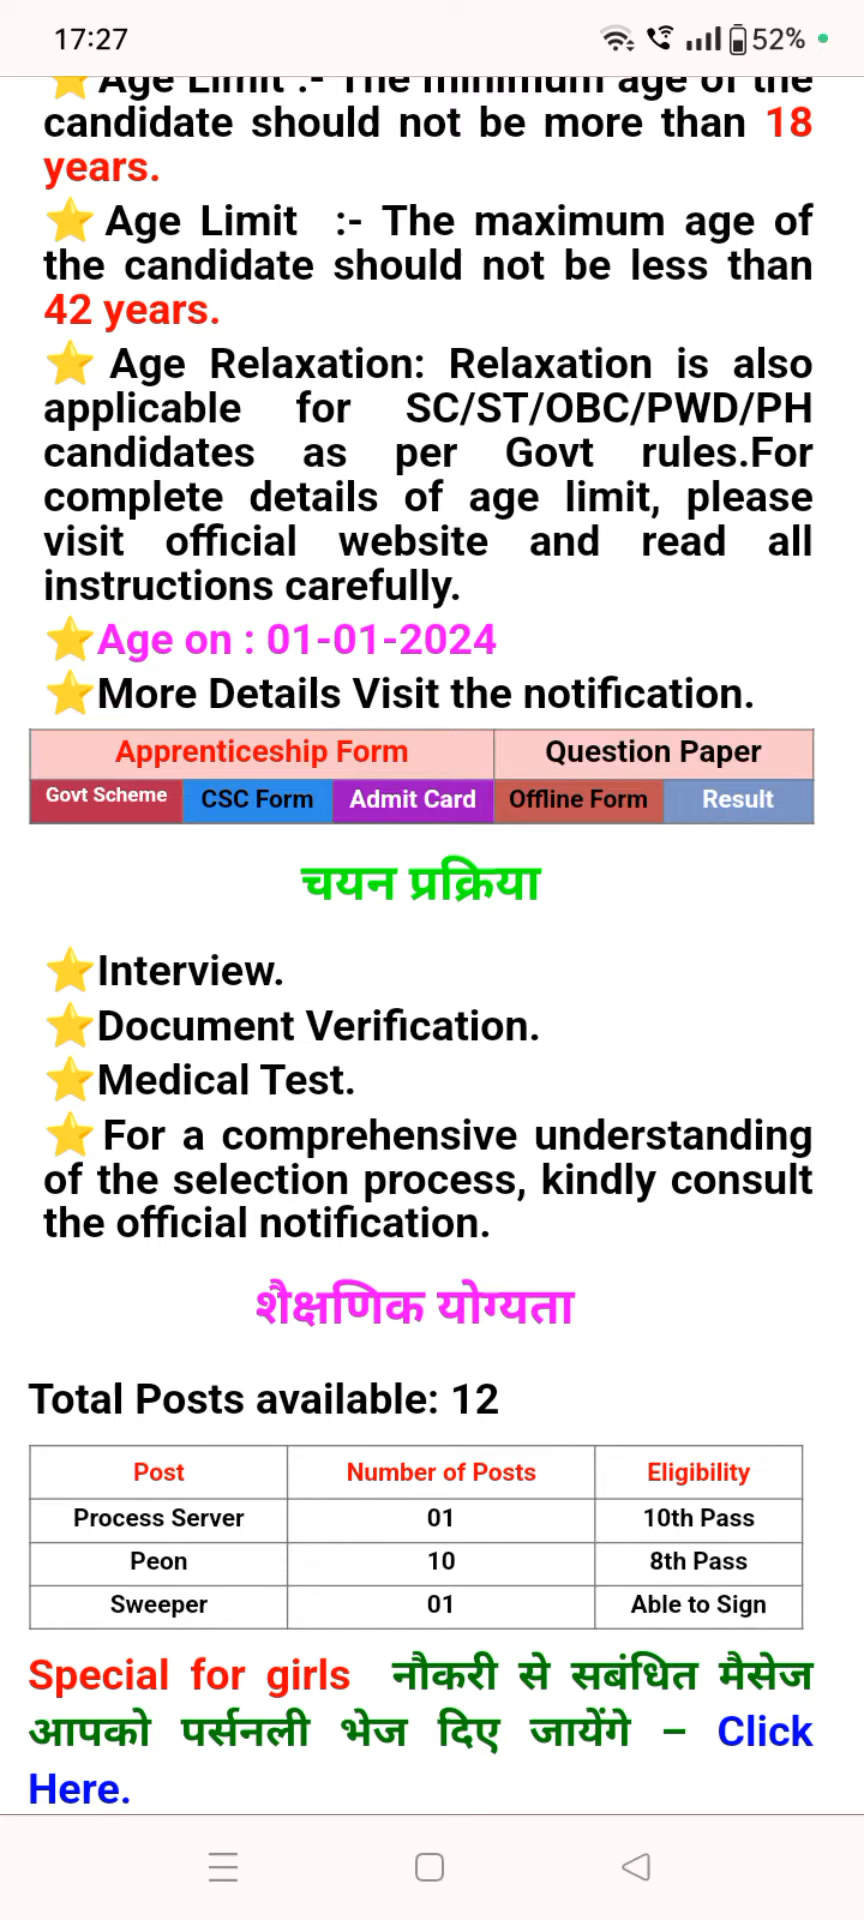 17:27
52%
Age Limit :- The minimum age of the
candidate should not be more than 18
years.
⭐ Age Limit :- The maximum age of
the candidate should not be less than
42 years.
⭐ Age Relaxation: Relaxation is also
applicable for SC/ST/OBC/PWD/PH
candidates as per Govt rules.For
complete details of age limit, please
visit official website and read all
instructions carefully.
⭐Age on : 01-01-2024
⭐More Details Visit the notification.
Apprenticeship Form Question Paper
Govt Scheme CSC Form Admit Card Offline Form Result
चयन प्रक्रिया
⭐Interview.
⭐Document Verification.
⭐Medical Test.
⭐ For a comprehensive understanding
of the selection process, kindly consult
the official notification.
शैक्षणिक योग्यता
Total Posts available: 12
Post Number of Posts Eligibility
Process Server 01 10th Pass
Peon 10 8th Pass
Sweeper 01 Able to Sign
Special for girls नौकरी से सबंधित मैसेज
आपको पर्सनली भेज दिए जायेंगे – Click
Here.